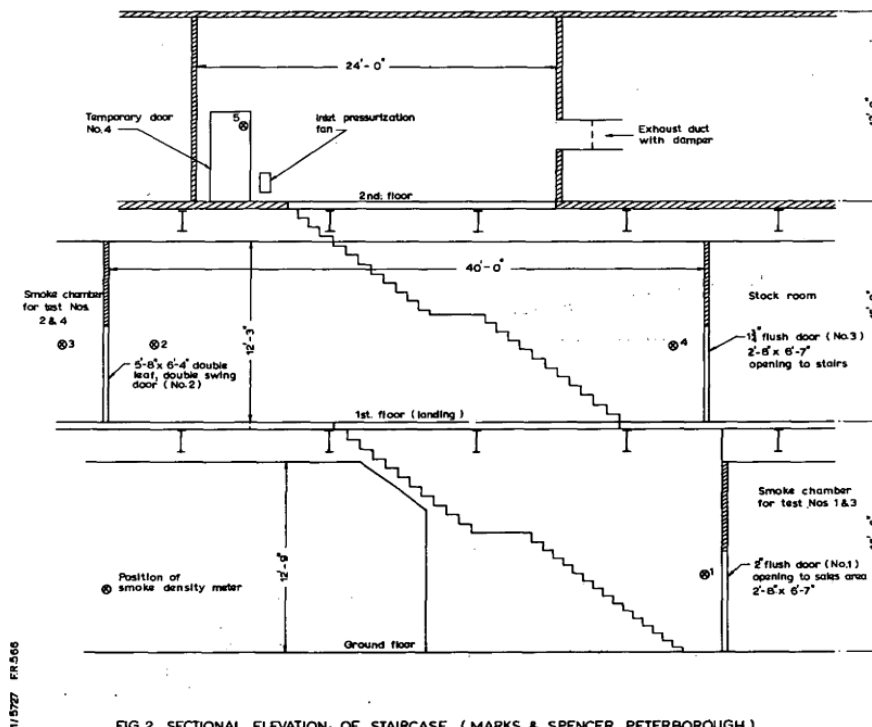 24'-0"
Temporary door
No.4
5
Inlet pressurization
fan
Exhaust duct
with damper
2nd. floor
40'-0"
Smoke chamber
for test Nos.
2 & 4
3
2
12'-3"
5'-8" x 6'-4" double
leaf, double swing
door (No.2)
4
Stock room
1¾" flush door (No.3)
2'-8" x 6'-7"
opening to stairs
1st. floor (landing)
Smoke chamber
for test Nos 1 & 3
12'-9"
Position of
smoke density meter
1
2" flush door (No.1)
opening to sales area
2'-8" x 6'-7"
Ground floor
1/5727 F.R.566
FIG.2. SECTIONAL ELEVATION OF STAIRCASE (MARKS & SPENCER, PETERBOROUGH)